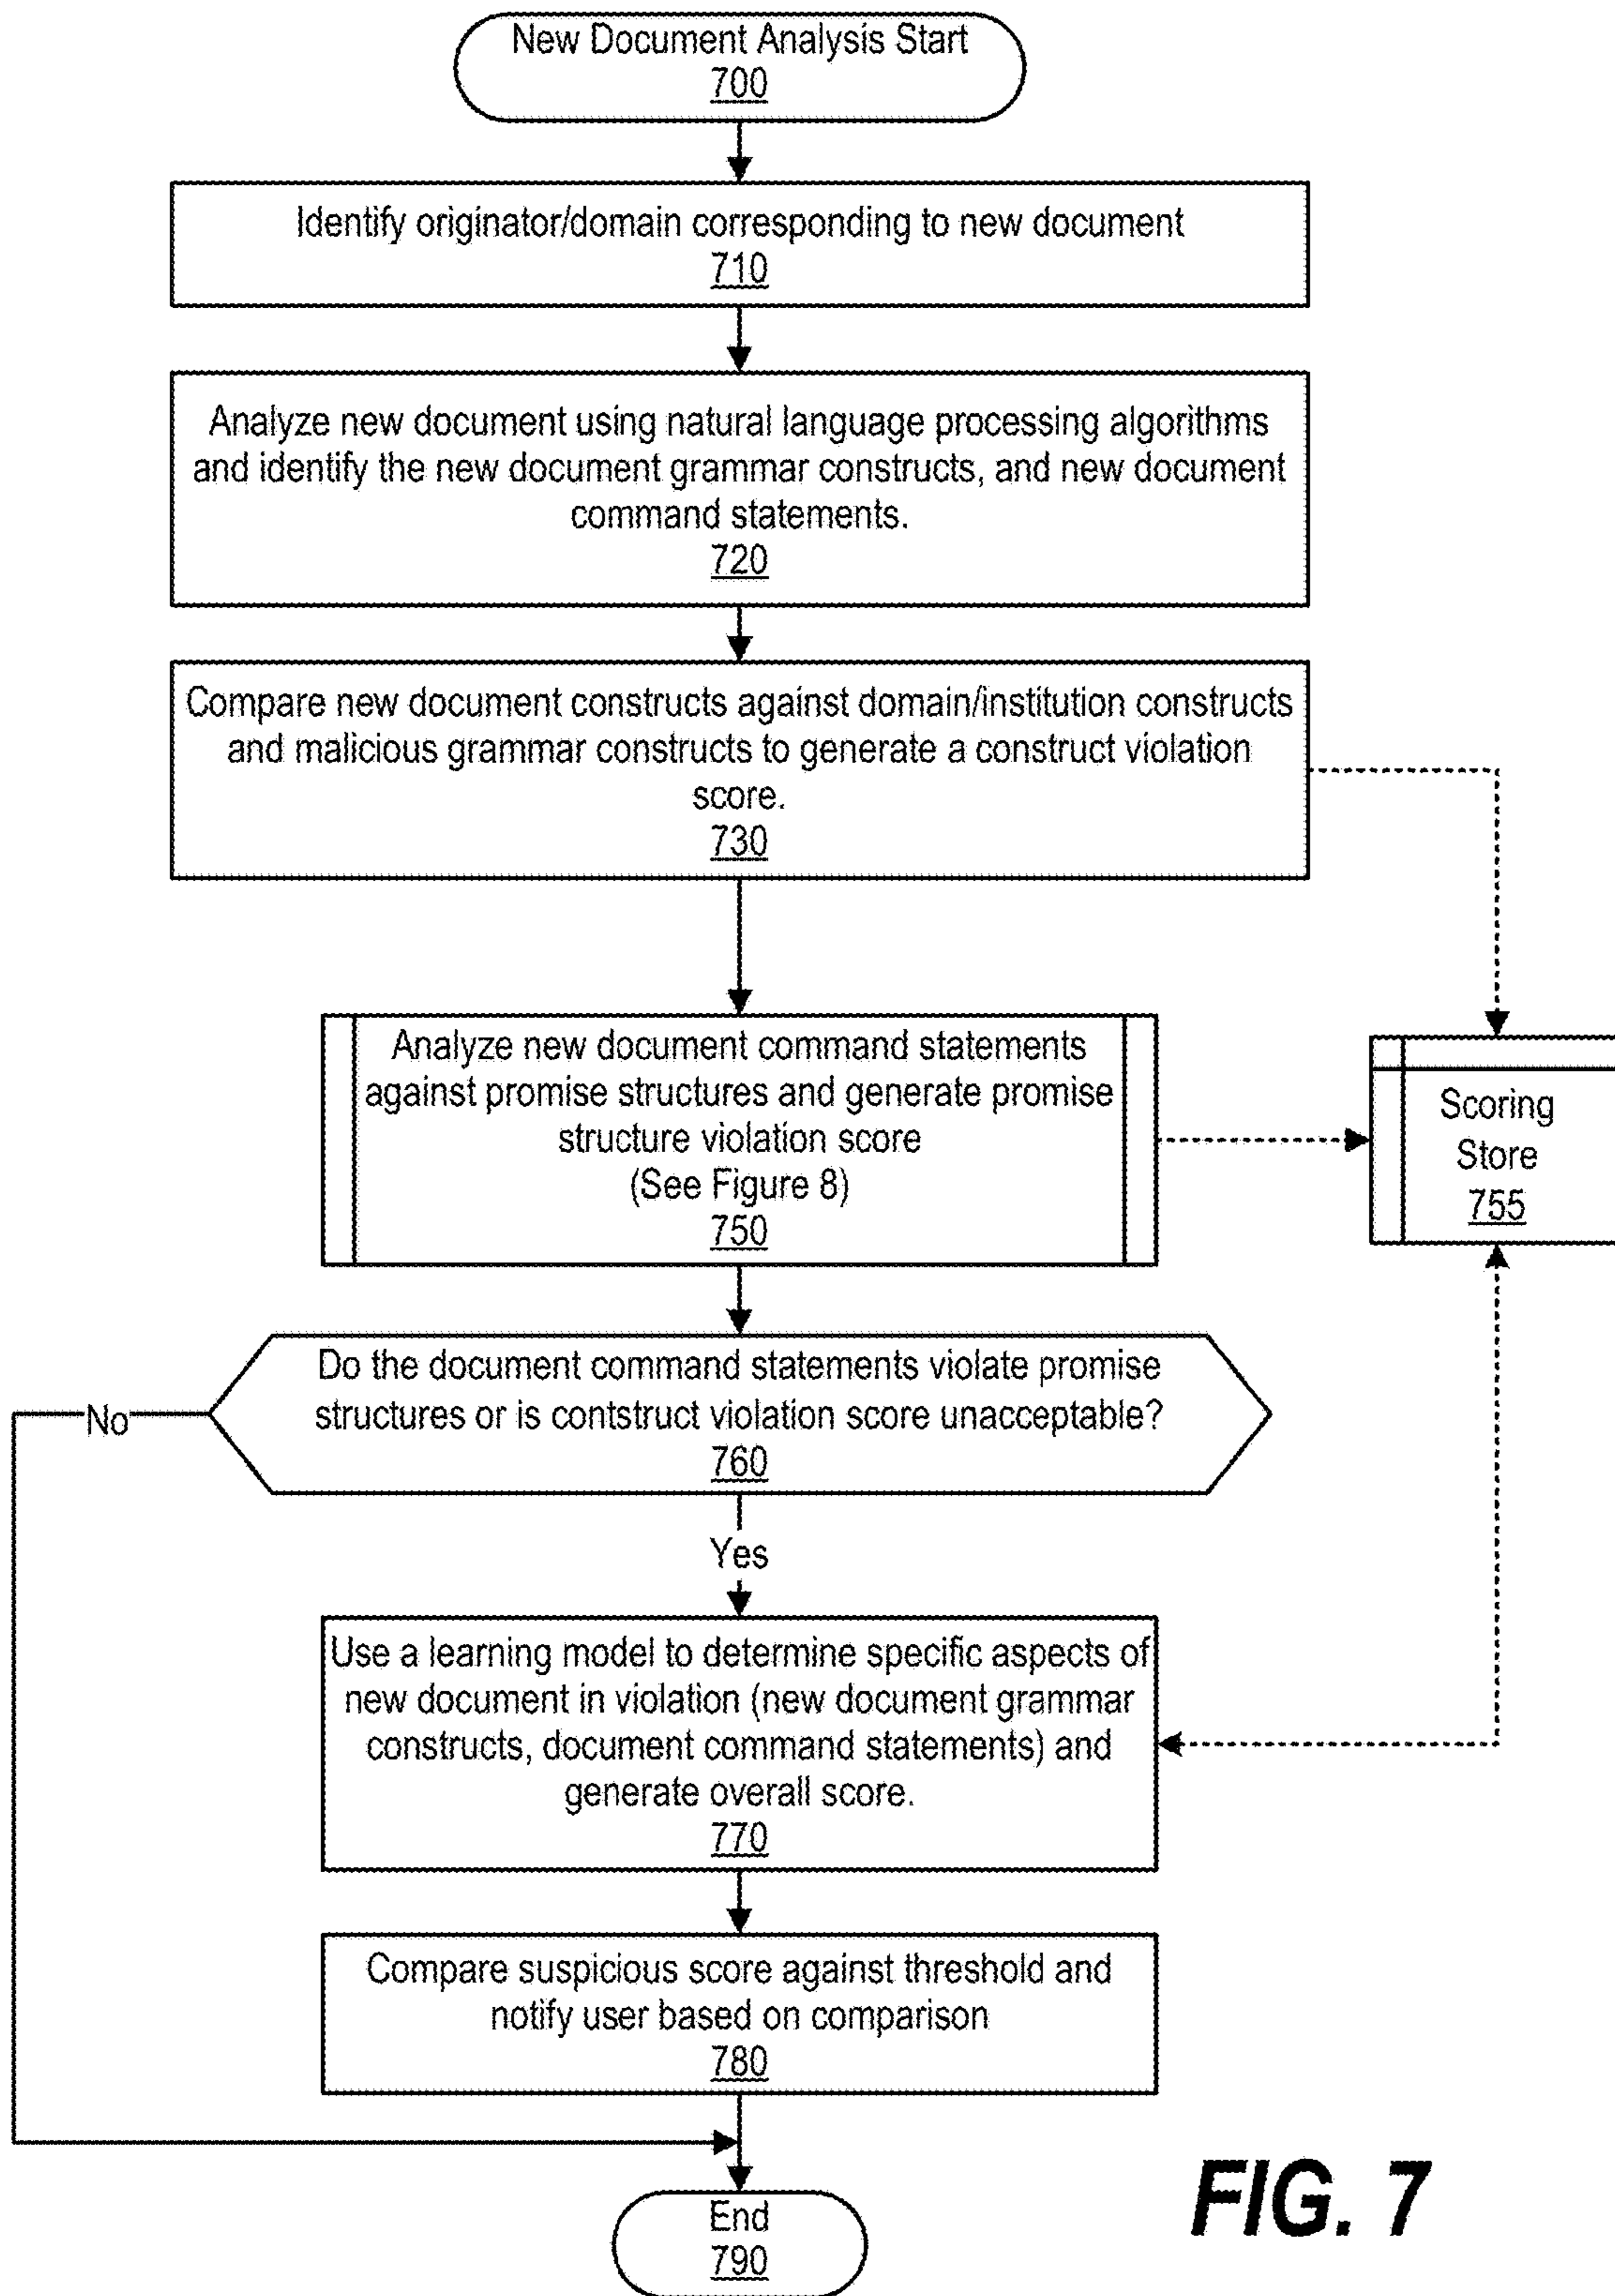 New Document Analysis Start
700
Identify originator/domain corresponding to new document
710
Analyze new document using natural language processing algorithms
and identify the new document grammar constructs, and new document
command statements.
720
Compare new document constructs against domain/institution constructs
and malicious grammar constructs to generate a construct violation
score.
730
Analyze new document command statements
against promise structures and generate promise
structure violation score
(See Figure 8)
750
Scoring
Store
755
Do the document command statements violate promise
structures or is contstruct violation score unacceptable?
760
No
Yes
Use a learning model to determine specific aspects of
new document in violation (new document grammar
constructs, document command statements) and
generate overall score.
770
Compare suspicious score against threshold and
notify user based on comparison
780
End
790
FIG. 7